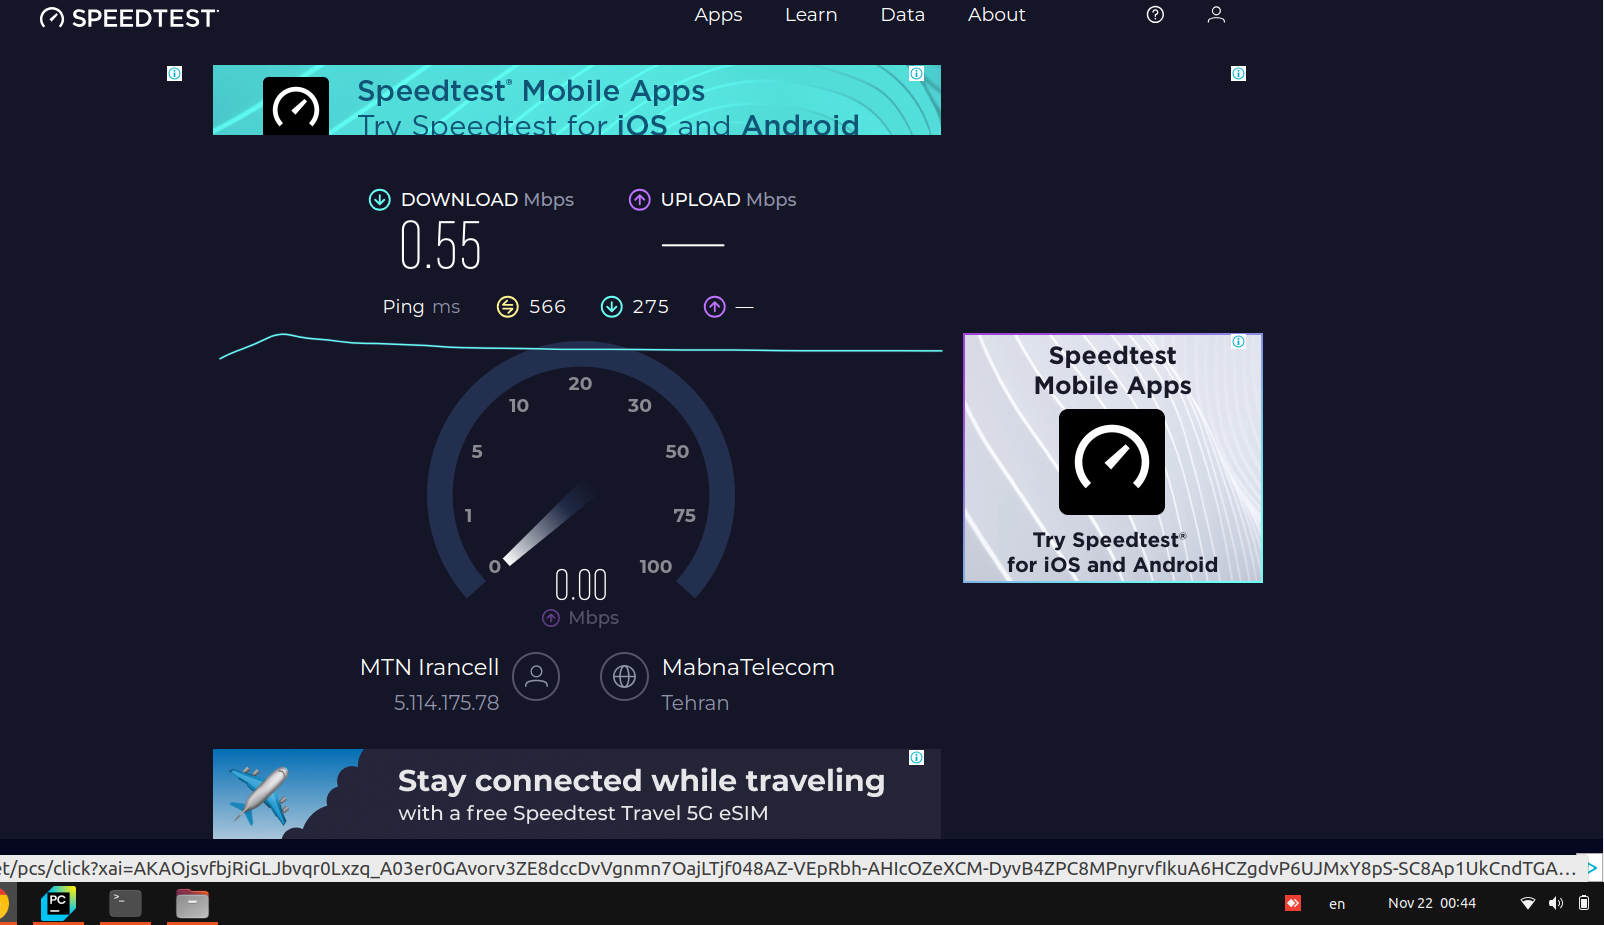 SPEEDTEST
Apps Learn Data About
Speedtest® Mobile Apps
Try Speedtest for iOS and Android
DOWNLOAD Mbps
0.55
UPLOAD Mbps
—
Ping ms 566 275 —
0
1
5
10
20
30
50
75
100
0.00
Mbps
MTN Irancell
5.114.175.78
MabnaTelecom
Tehran
Speedtest
Mobile Apps
Try Speedtest®
for iOS and Android
Stay connected while traveling
with a free Speedtest Travel 5G eSIM
et/pcs/click?xai=AKAOjsvfbjRiGLJbvqr0Lxzq_A03er0GAvorv3ZE8dccDvVgnmn7OajLTjf048AZ-VEpRbh-AHIcOZeXCM-DyvB4ZPC8MPnyrvfIkuA6HCZgdvP6UJMxY8pS-SC8Ap1UkCndTGA...
PC
en
Nov 22 00:44